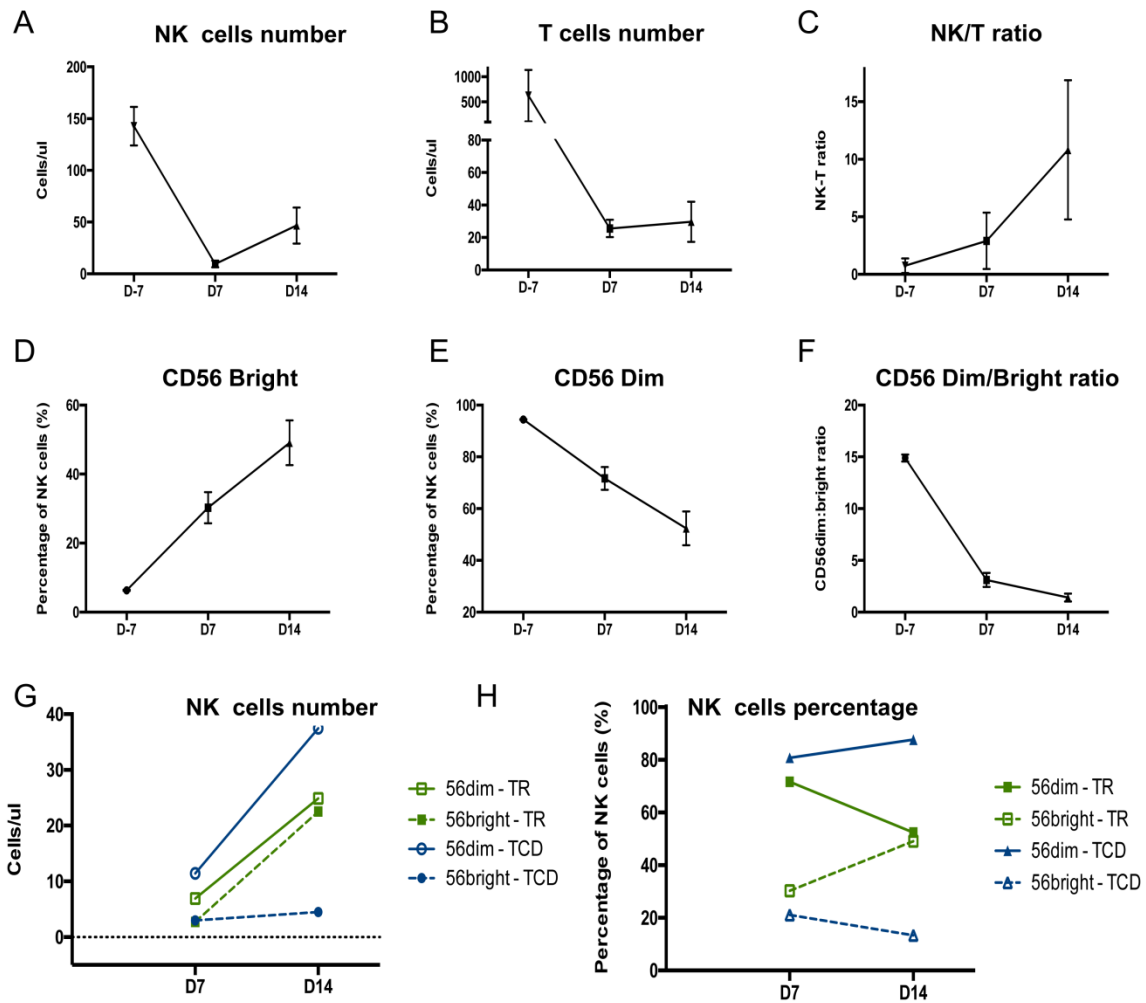 A
NK cells number
Cells/ul
200
150
100
50
0
D-7 D7 D14
B
T cells number
Cells/ul
1000
500
80
60
40
20
0
D-7 D7 D14
C
NK/T ratio
NK-T ratio
15
10
5
0
D-7 D7 D14
D
CD56 Bright
Percentage of NK cells (%)
60
40
20
0
D-7 D7 D14
E
CD56 Dim
Percentage of NK cells (%)
100
80
60
40
20
D-7 D7 D14
F
CD56 Dim/Bright ratio
CD56dim:bright ratio
20
15
10
5
0
D-7 D7 D14
G
NK cells number
Cells/ul
40
30
20
10
0
D7 D14
56dim - TR
56bright - TR
56dim - TCD
56bright - TCD
H
NK cells percentage
Percentage of NK cells (%)
100
80
60
40
20
0
D7 D14
56dim - TR
56bright - TR
56dim - TCD
56bright - TCD